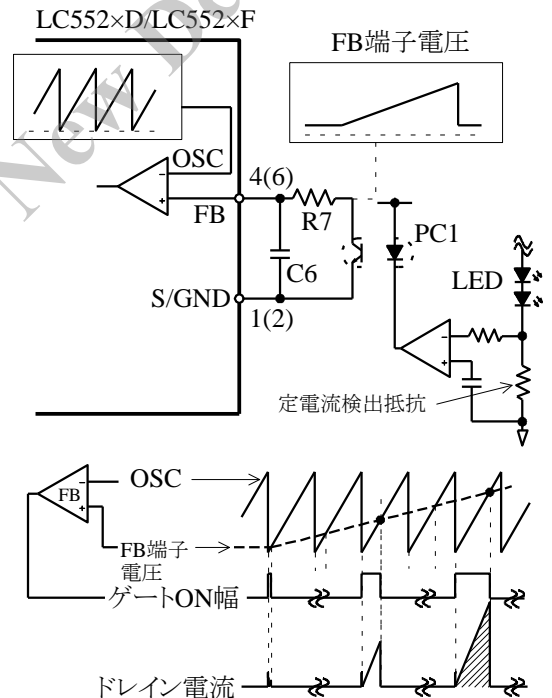 LC552×D/LC552×F
FB端子電圧
OSC
4(6)
FB
R7
PC1
C6
LED
S/GND
1(2)
定電流検出抵抗
OSC
FB
FB端子
電圧
ゲートON幅
ドレイン電流
New De